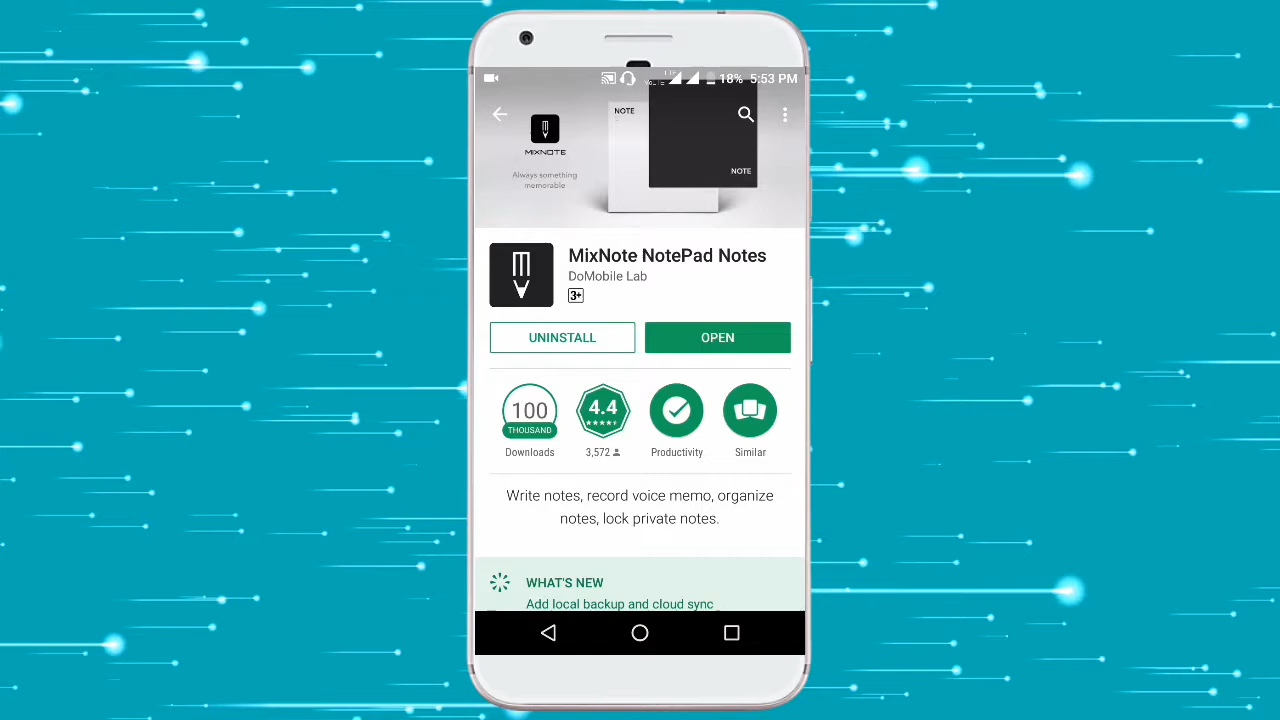 18% 5:53 PM
NOTE
MIXNOTE
Always something
memorable
NOTE
MixNote NotePad Notes
DoMobile Lab
3+
UNINSTALL
OPEN
100
THOUSAND
4.4
Downloads
3,572
Productivity
Similar
Write notes, record voice memo, organize
notes, lock private notes.
WHAT'S NEW
Add local backup and cloud sync